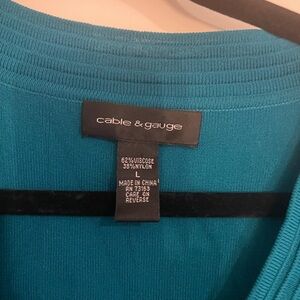 cable & gauge
62%VISCOSE
38%NYLON
L
MADE IN CHINA
RN 73163
CARE ON
REVERSE